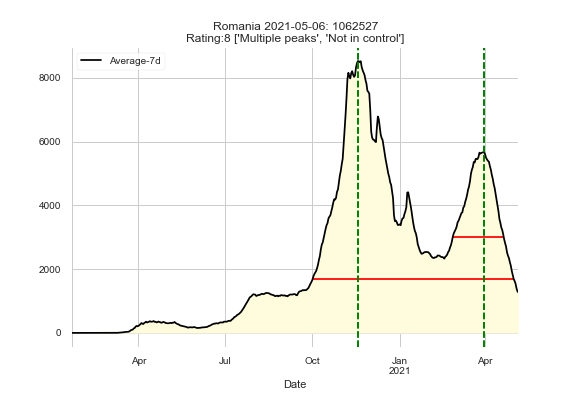 Romania 2021-05-06: 1062527
Rating:8 ['Multiple peaks', 'Not in control']
Average-7d
8000
6000
4000
2000
0
Apr
Jul
Oct
Jan
2021
Apr
Date